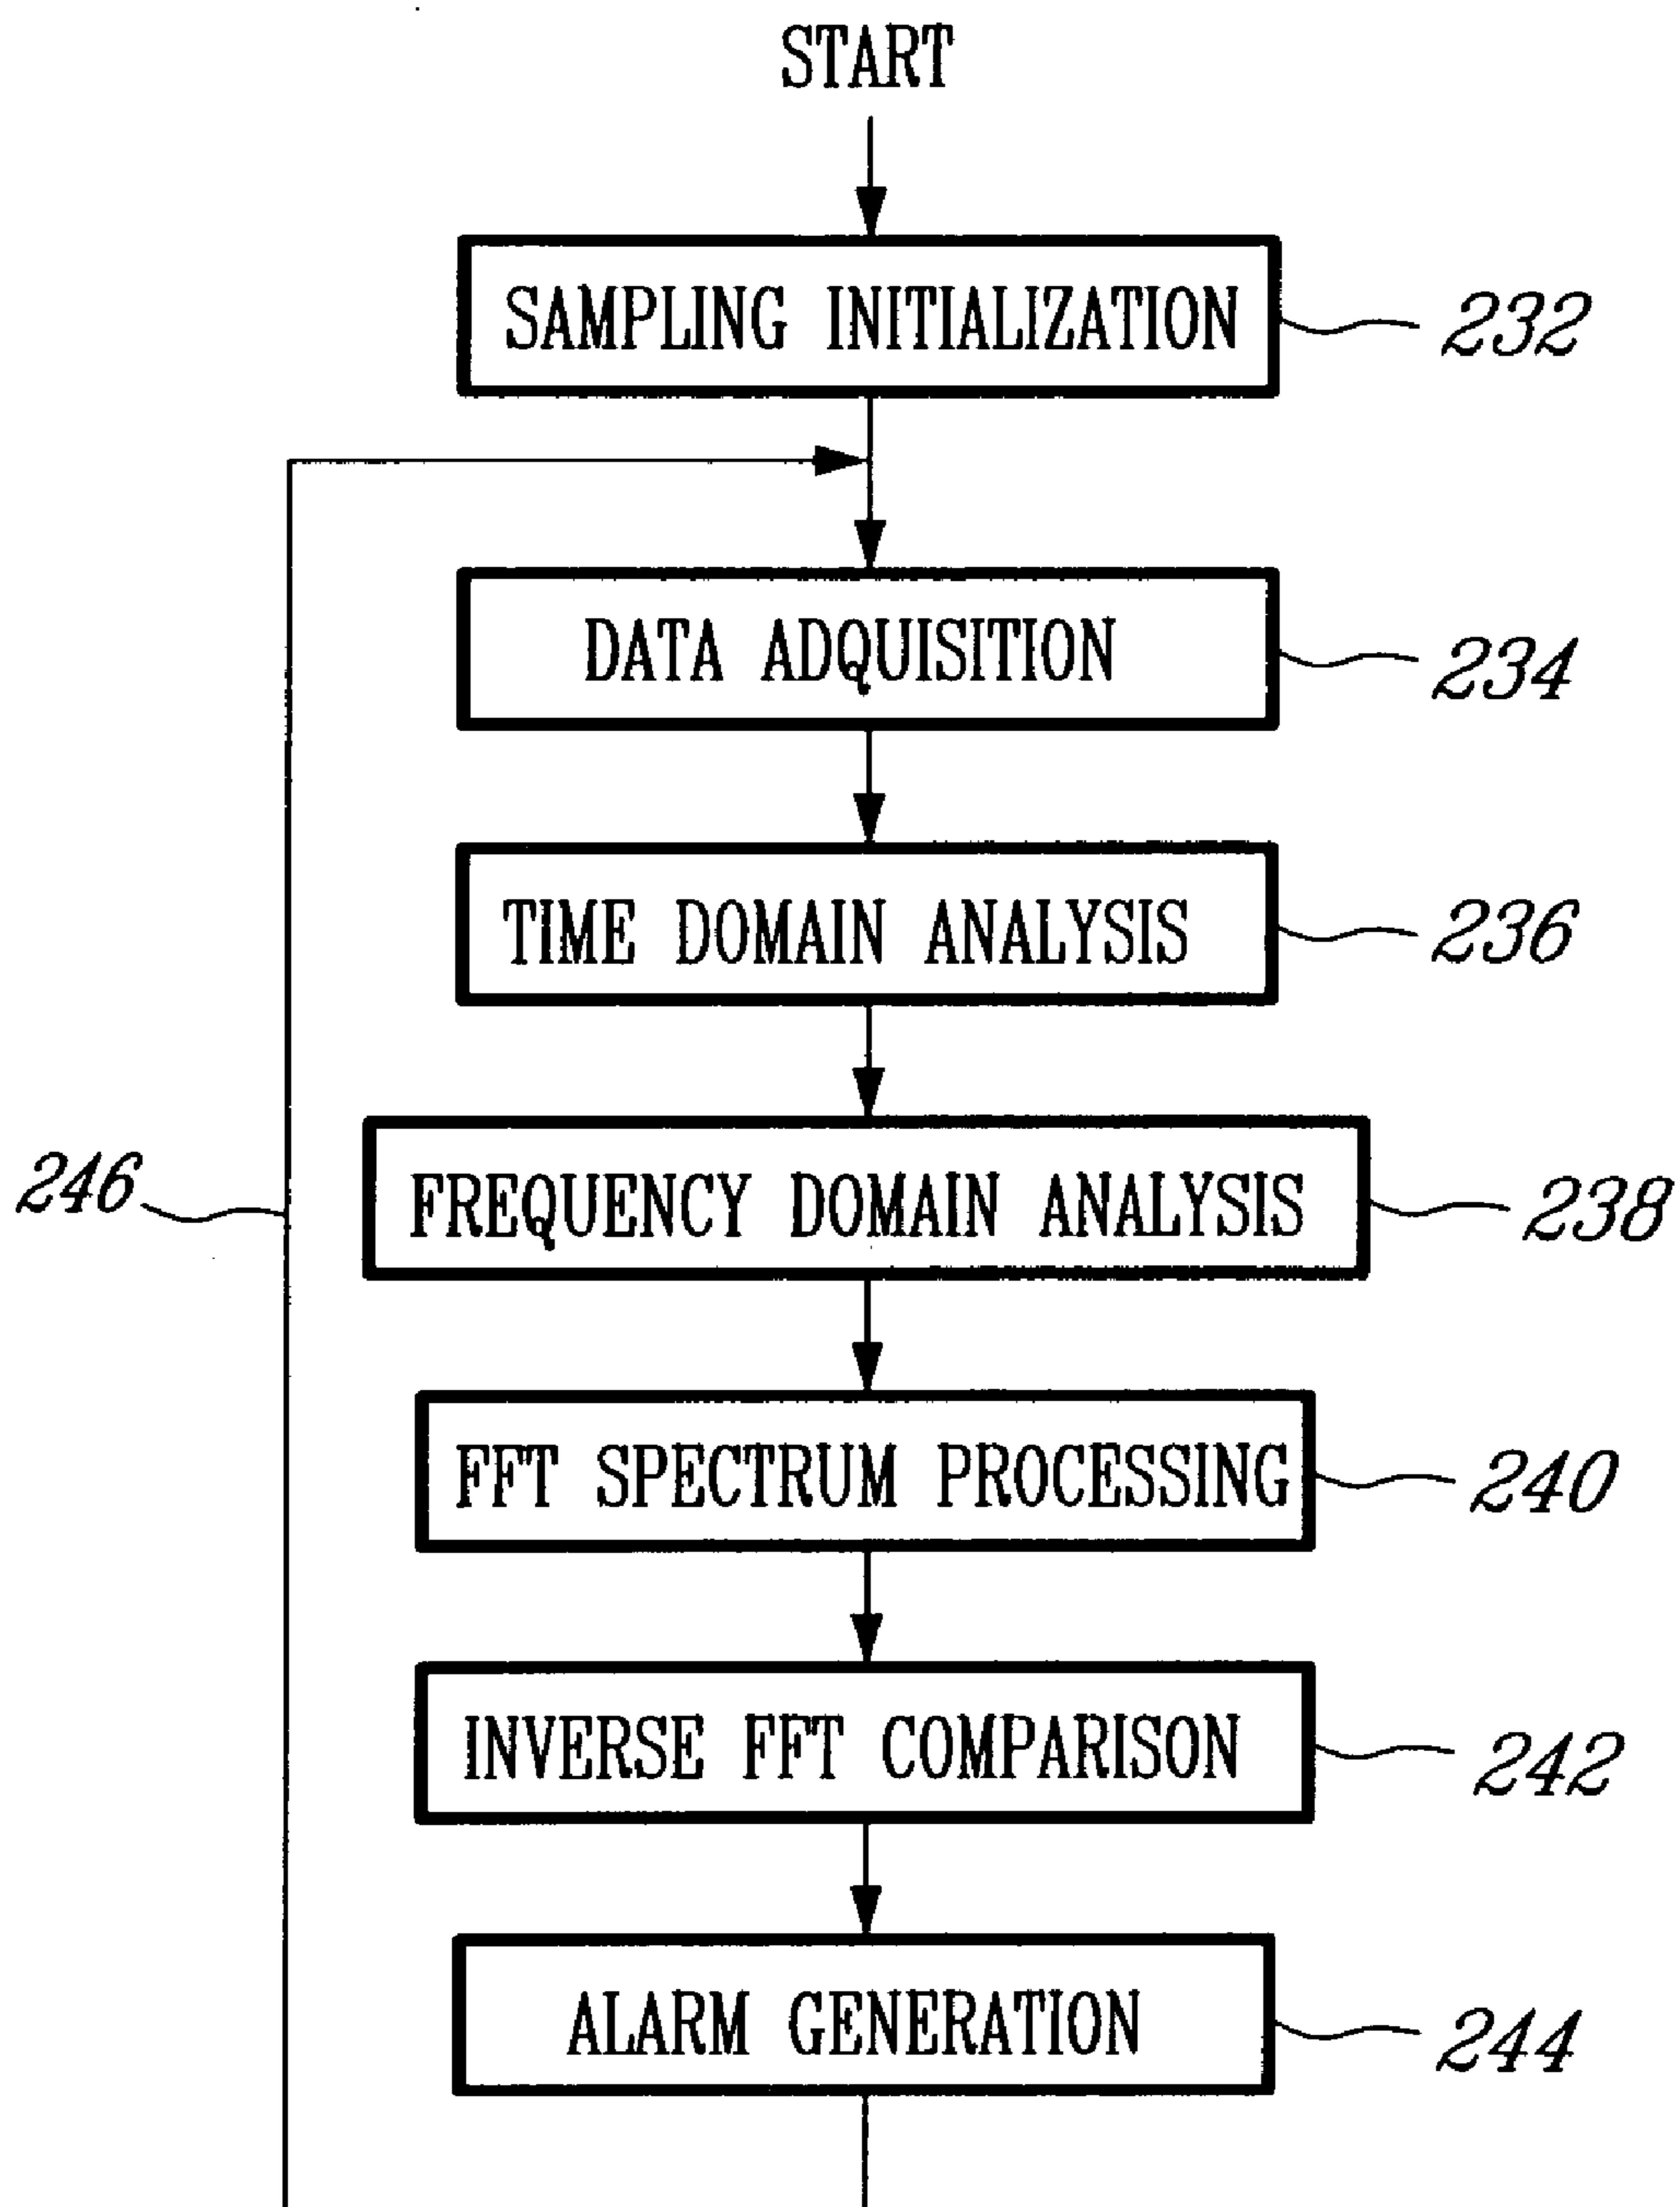 START
SAMPLING INITIALIZATION
232
DATA ADQUISITION
234
TIME DOMAIN ANALYSIS
236
246
FREQUENCY DOMAIN ANALYSIS
238
FFT SPECTRUM PROCESSING
240
INVERSE FFT COMPARISON
242
ALARM GENERATION
244